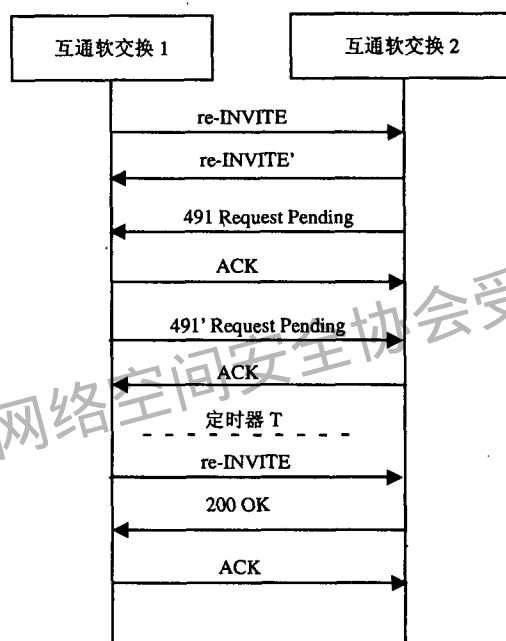 互通软交换 1
互通软交换 2
re-INVITE
re-INVITE’
491 Request Pending
ACK
491’ Request Pending
ACK
定时器 T
re-INVITE
200 OK
ACK
网络空间安全协会受